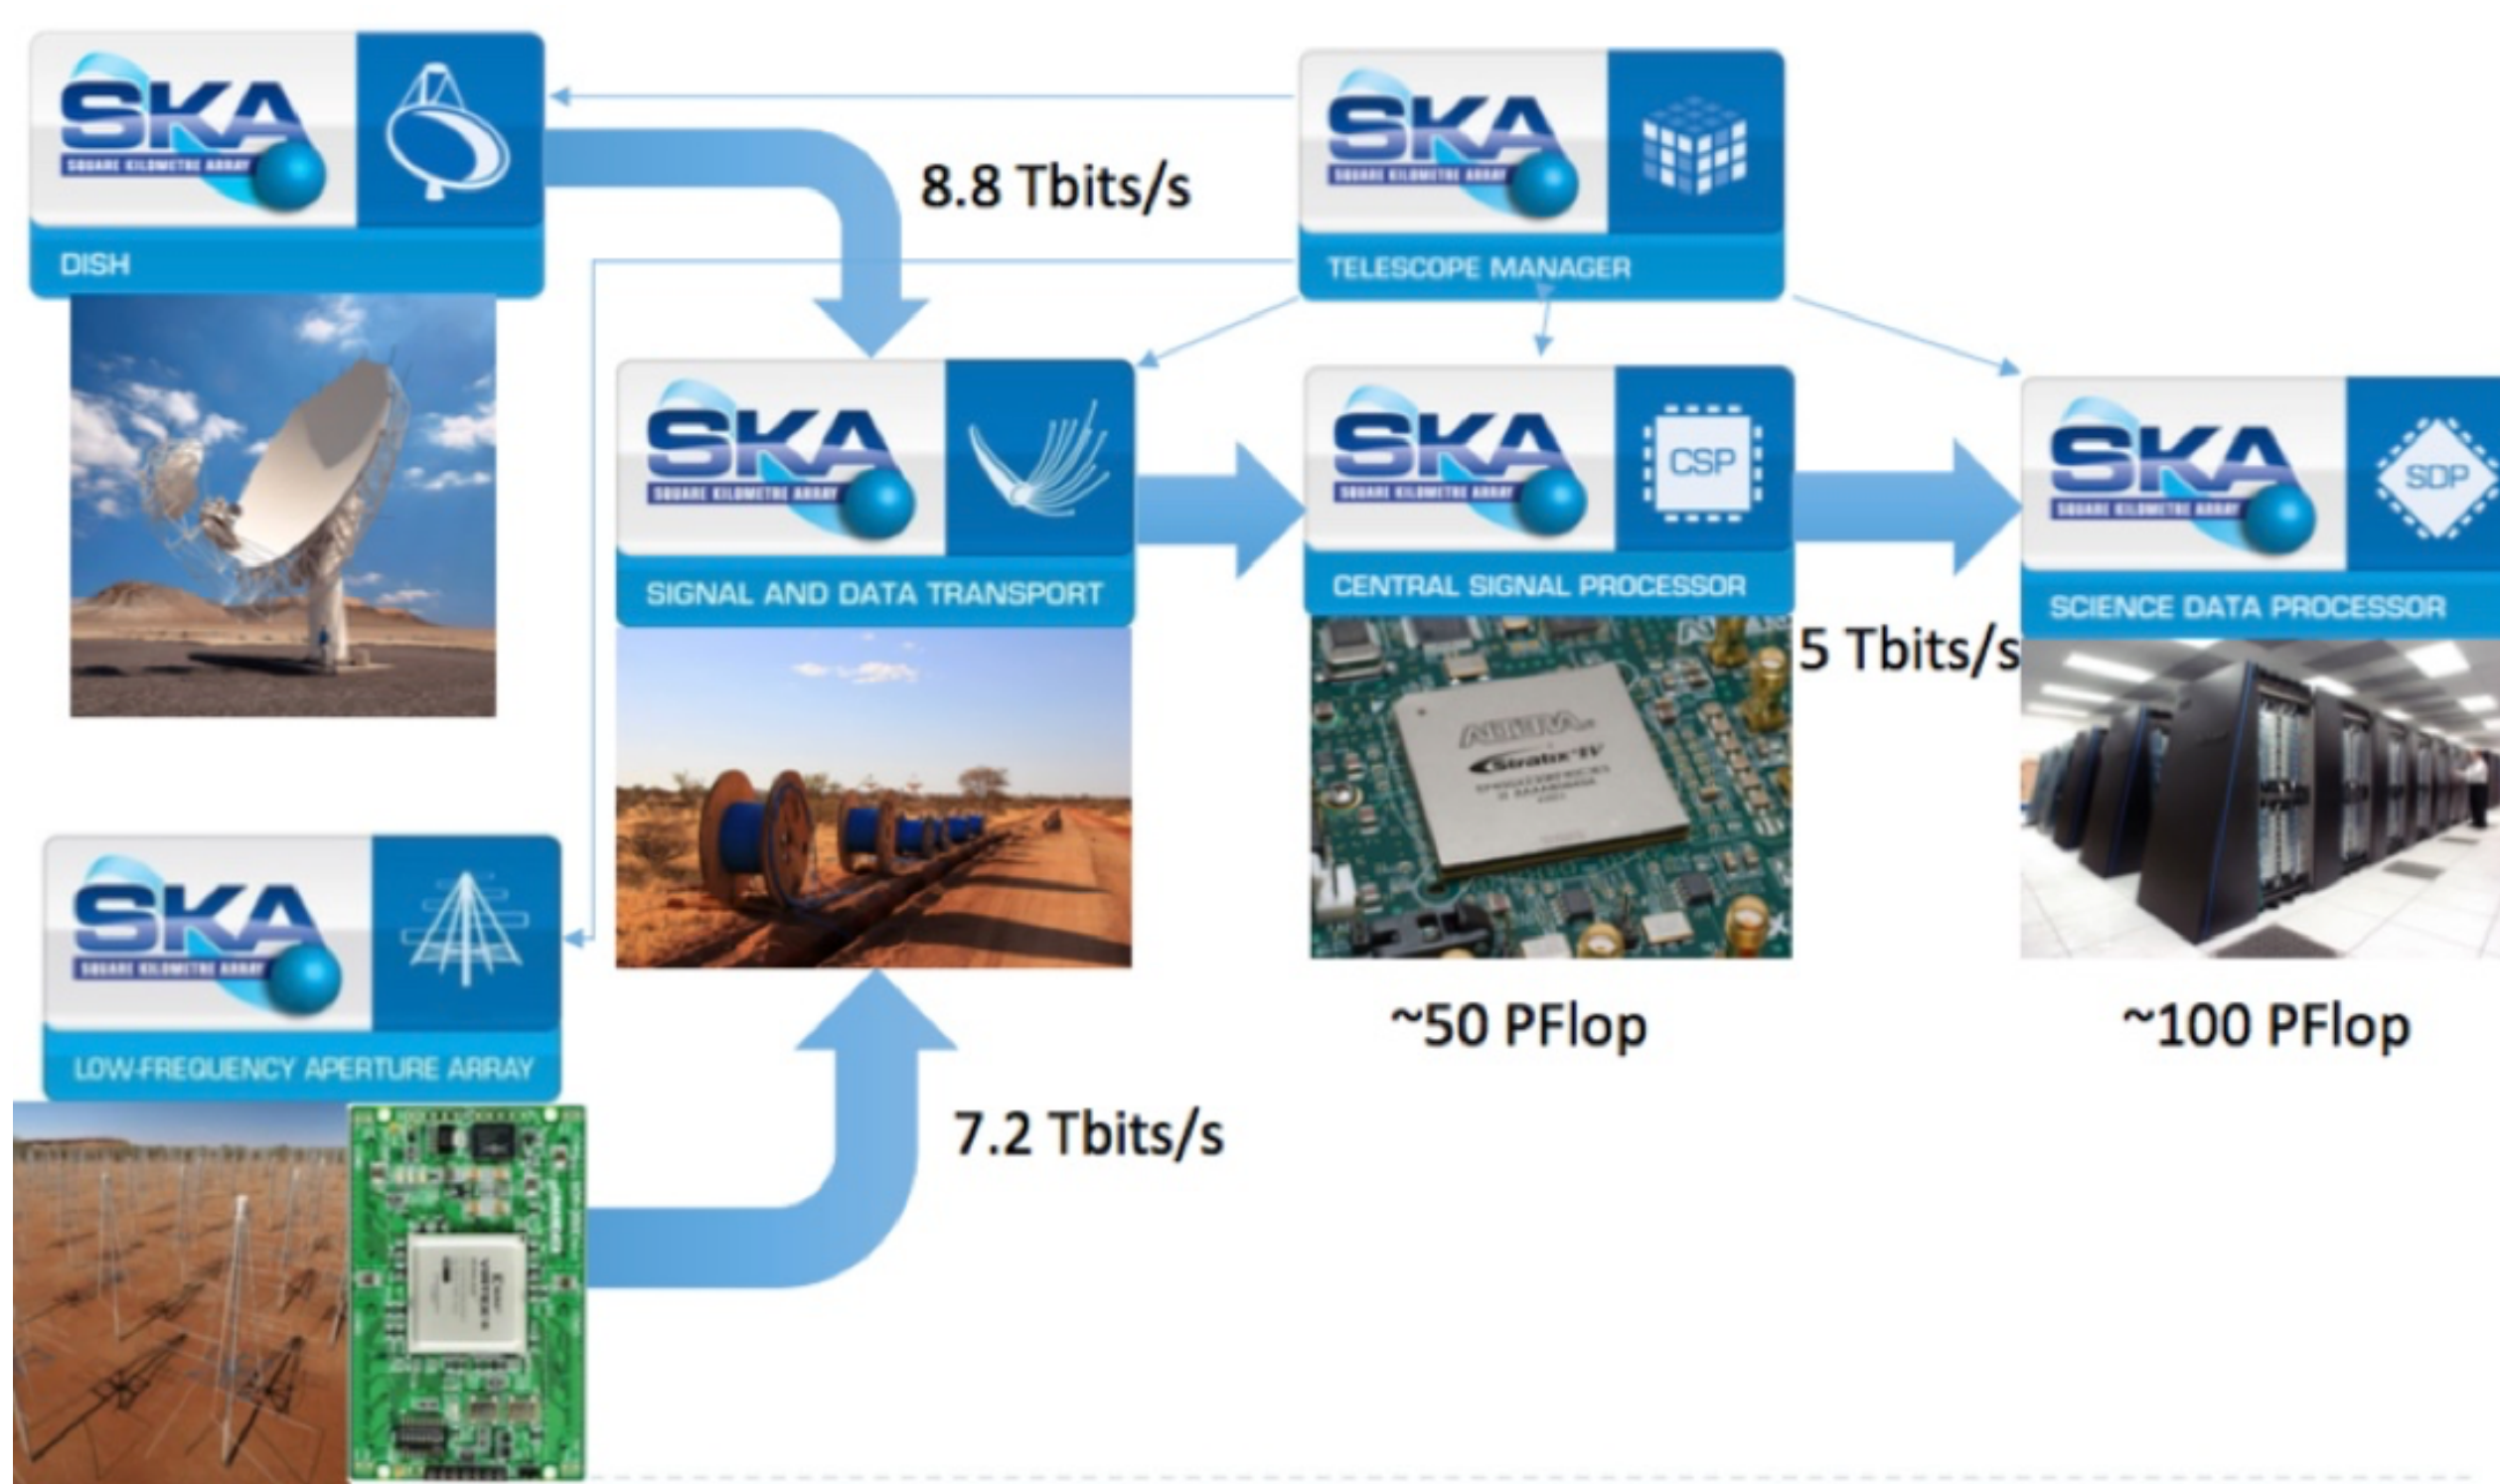 SKA
SQUARE KILOMETRE ARRAY
DISH
8.8 Tbits/s
SKA
SQUARE KILOMETRE ARRAY
TELESCOPE MANAGER
SKA
SQUARE KILOMETRE ARRAY
SIGNAL AND DATA TRANSPORT
SKA
SQUARE KILOMETRE ARRAY
CSP
CENTRAL SIGNAL PROCESSOR
5 Tbits/s
SKA
SQUARE KILOMETRE ARRAY
SDP
SCIENCE DATA PROCESSOR
ALTERA
Stratix IV
~50 PFlop
~100 PFlop
SKA
SQUARE KILOMETRE ARRAY
LOW-FREQUENCY APERTURE ARRAY
7.2 Tbits/s